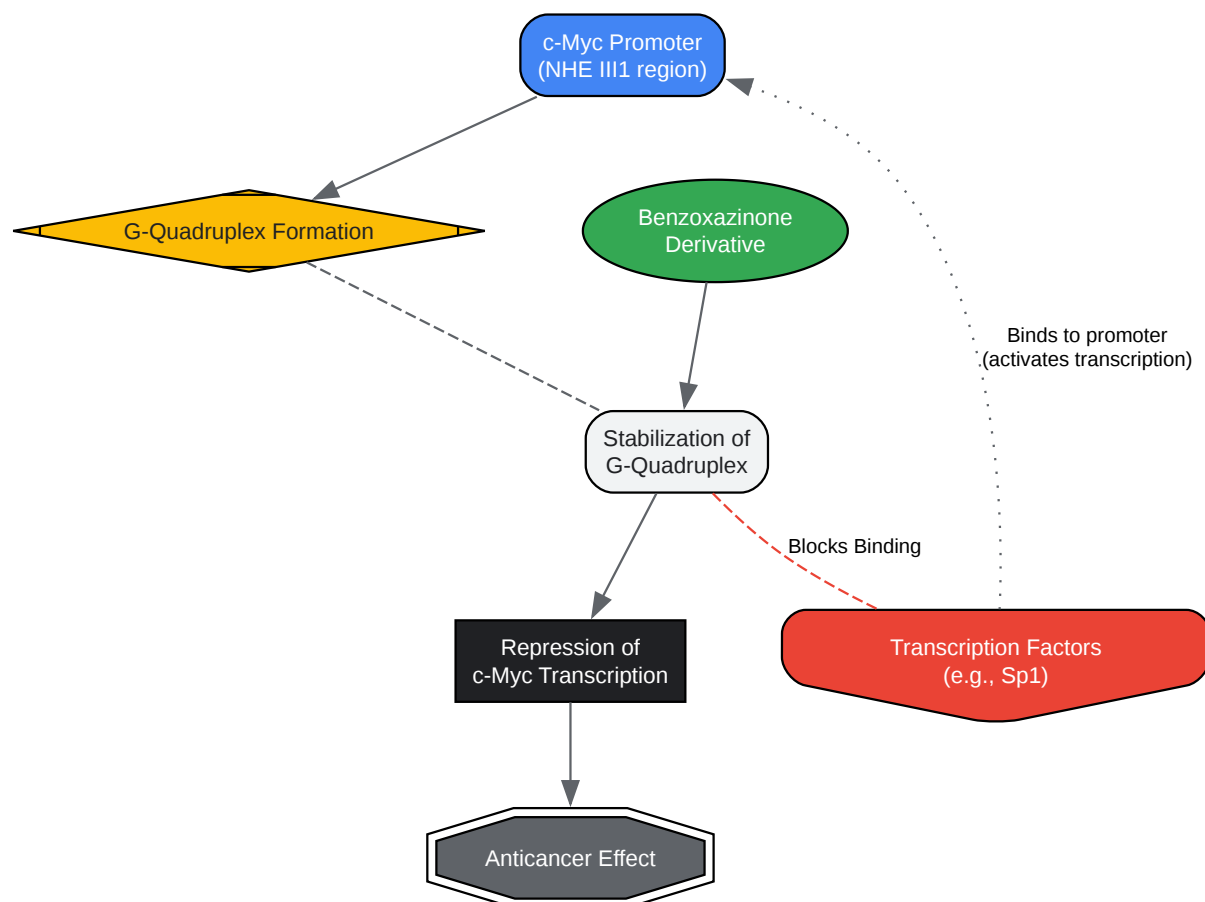 c-Myc Promoter
(NHE III1 region)
G-Quadruplex Formation
Benzoxazinone
Derivative
Binds to promoter
(activates transcription)
Stabilization of
G-Quadruplex
Blocks Binding
Repression of
c-Myc Transcription
Transcription Factors
(e.g., Sp1)
Anticancer Effect